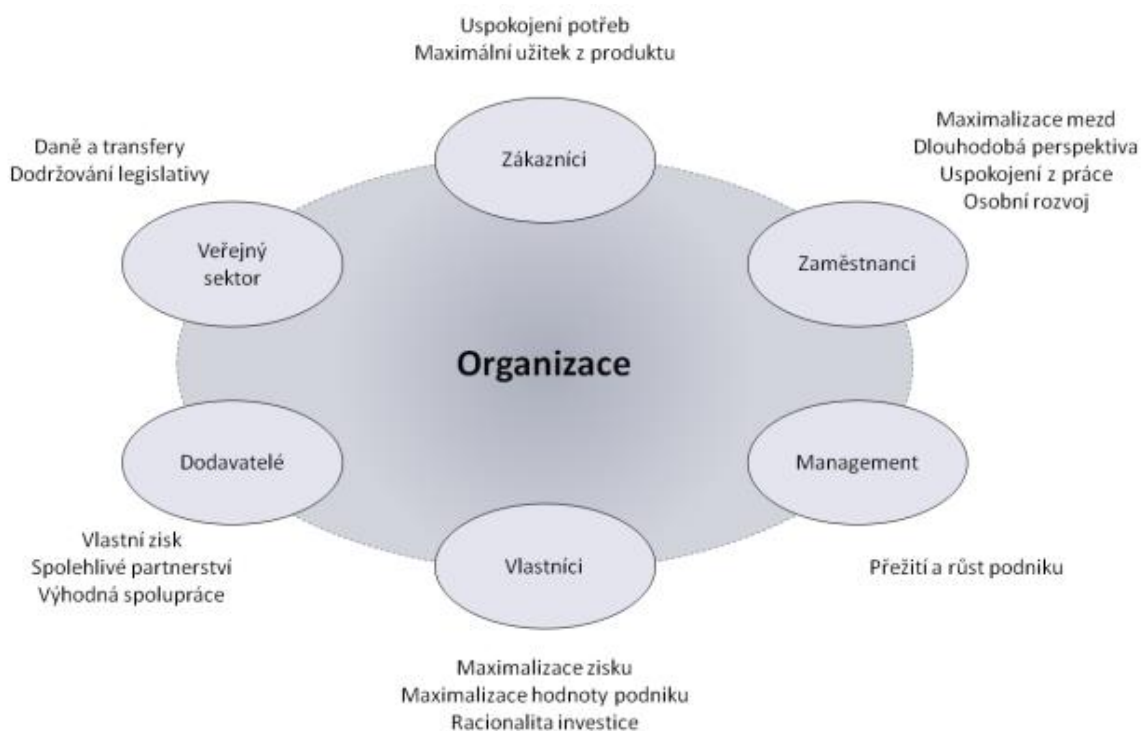 Uspokojení potřeb
Maximální užitek z produktu
Zákazníci
Daně a transfery
Dodržování legislativy
Veřejný
sektor
Maximalizace mezd
Dlouhodobá perspektiva
Uspokojení z práce
Osobní rozvoj
Zaměstnanci
Organizace
Dodavatelé
Vlastní zisk
Spolehlivé partnerství
Výhodná spolupráce
Management
Přežití a růst podniku
Vlastníci
Maximalizace zisku
Maximalizace hodnoty podniku
Racionalita investice